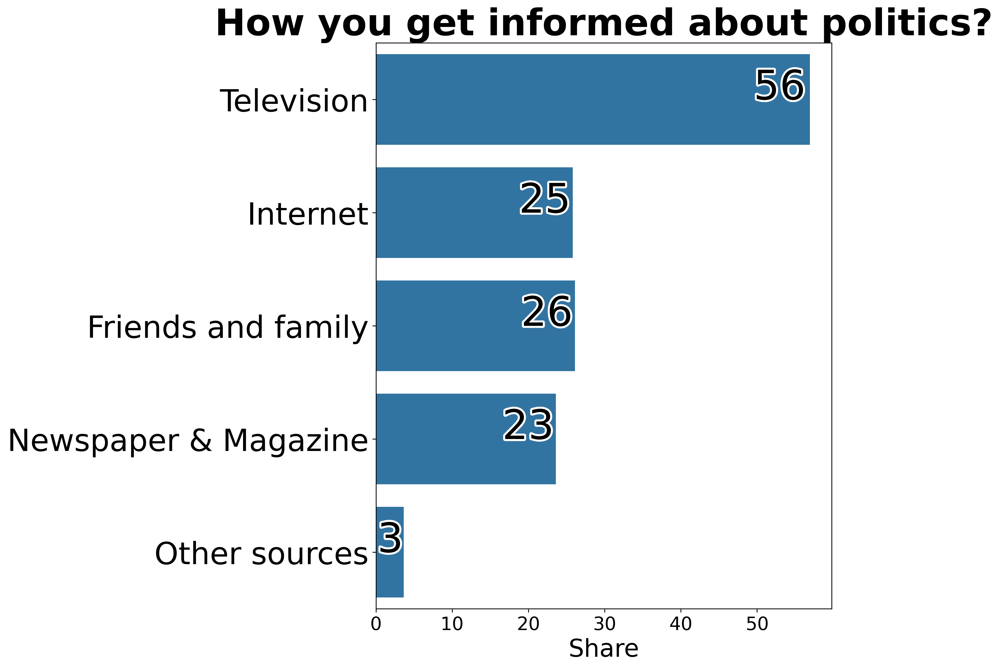 How you get informed about politics?
Television
56
Internet
25
Friends and family
26
Newspaper & Magazine
23
Other sources
3
0 10 20 30 40 50
Share